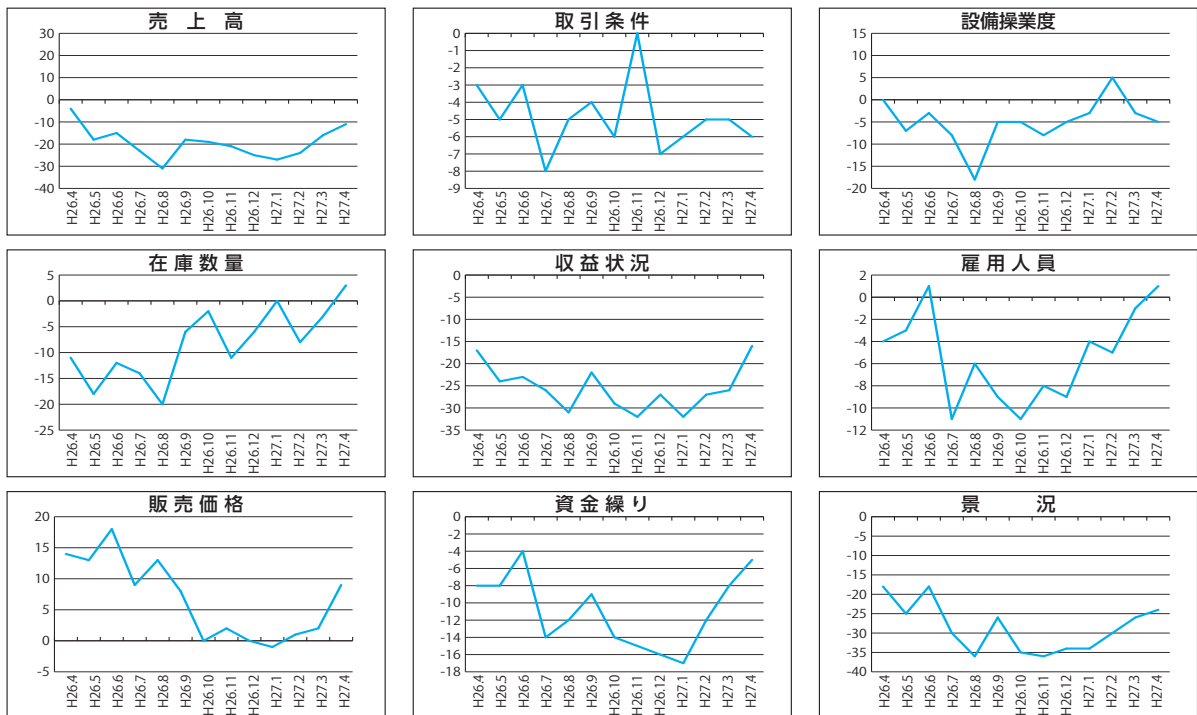 売上高
30
20
10
0
-10
-20
-30
-40
H26.4
H26.5
H26.6
H26.7
H26.8
H26.9
H26.10
H26.11
H26.12
H27.1
H27.2
H27.3
H27.4
取引条件
0
-1
-2
-3
-4
-5
-6
-7
-8
-9
H26.4
H26.5
H26.6
H26.7
H26.8
H26.9
H26.10
H26.11
H26.12
H27.1
H27.2
H27.3
H27.4
設備操業度
15
10
5
0
-5
-10
-15
-20
H26.4
H26.5
H26.6
H26.7
H26.8
H26.9
H26.10
H26.11
H26.12
H27.1
H27.2
H27.3
H27.4
在庫数量
5
0
-5
-10
-15
-20
-25
H26.4
H26.5
H26.6
H26.7
H26.8
H26.9
H26.10
H26.11
H26.12
H27.1
H27.2
H27.3
H27.4
収益状況
0
-5
-10
-15
-20
-25
-30
-35
H26.4
H26.5
H26.6
H26.7
H26.8
H26.9
H26.10
H26.11
H26.12
H27.1
H27.2
H27.3
H27.4
雇用人員
2
0
-2
-4
-6
-8
-10
-12
H26.4
H26.5
H26.6
H26.7
H26.8
H26.9
H26.10
H26.11
H26.12
H27.1
H27.2
H27.3
H27.4
販売価格
20
15
10
5
0
-5
H26.4
H26.5
H26.6
H26.7
H26.8
H26.9
H26.10
H26.11
H26.12
H27.1
H27.2
H27.3
H27.4
資金繰り
0
-2
-4
-6
-8
-10
-12
-14
-16
-18
H26.4
H26.5
H26.6
H26.7
H26.8
H26.9
H26.10
H26.11
H26.12
H27.1
H27.2
H27.3
H27.4
景況
0
-5
-10
-15
-20
-25
-30
-35
-40
H26.4
H26.5
H26.6
H26.7
H26.8
H26.9
H26.10
H26.11
H26.12
H27.1
H27.2
H27.3
H27.4